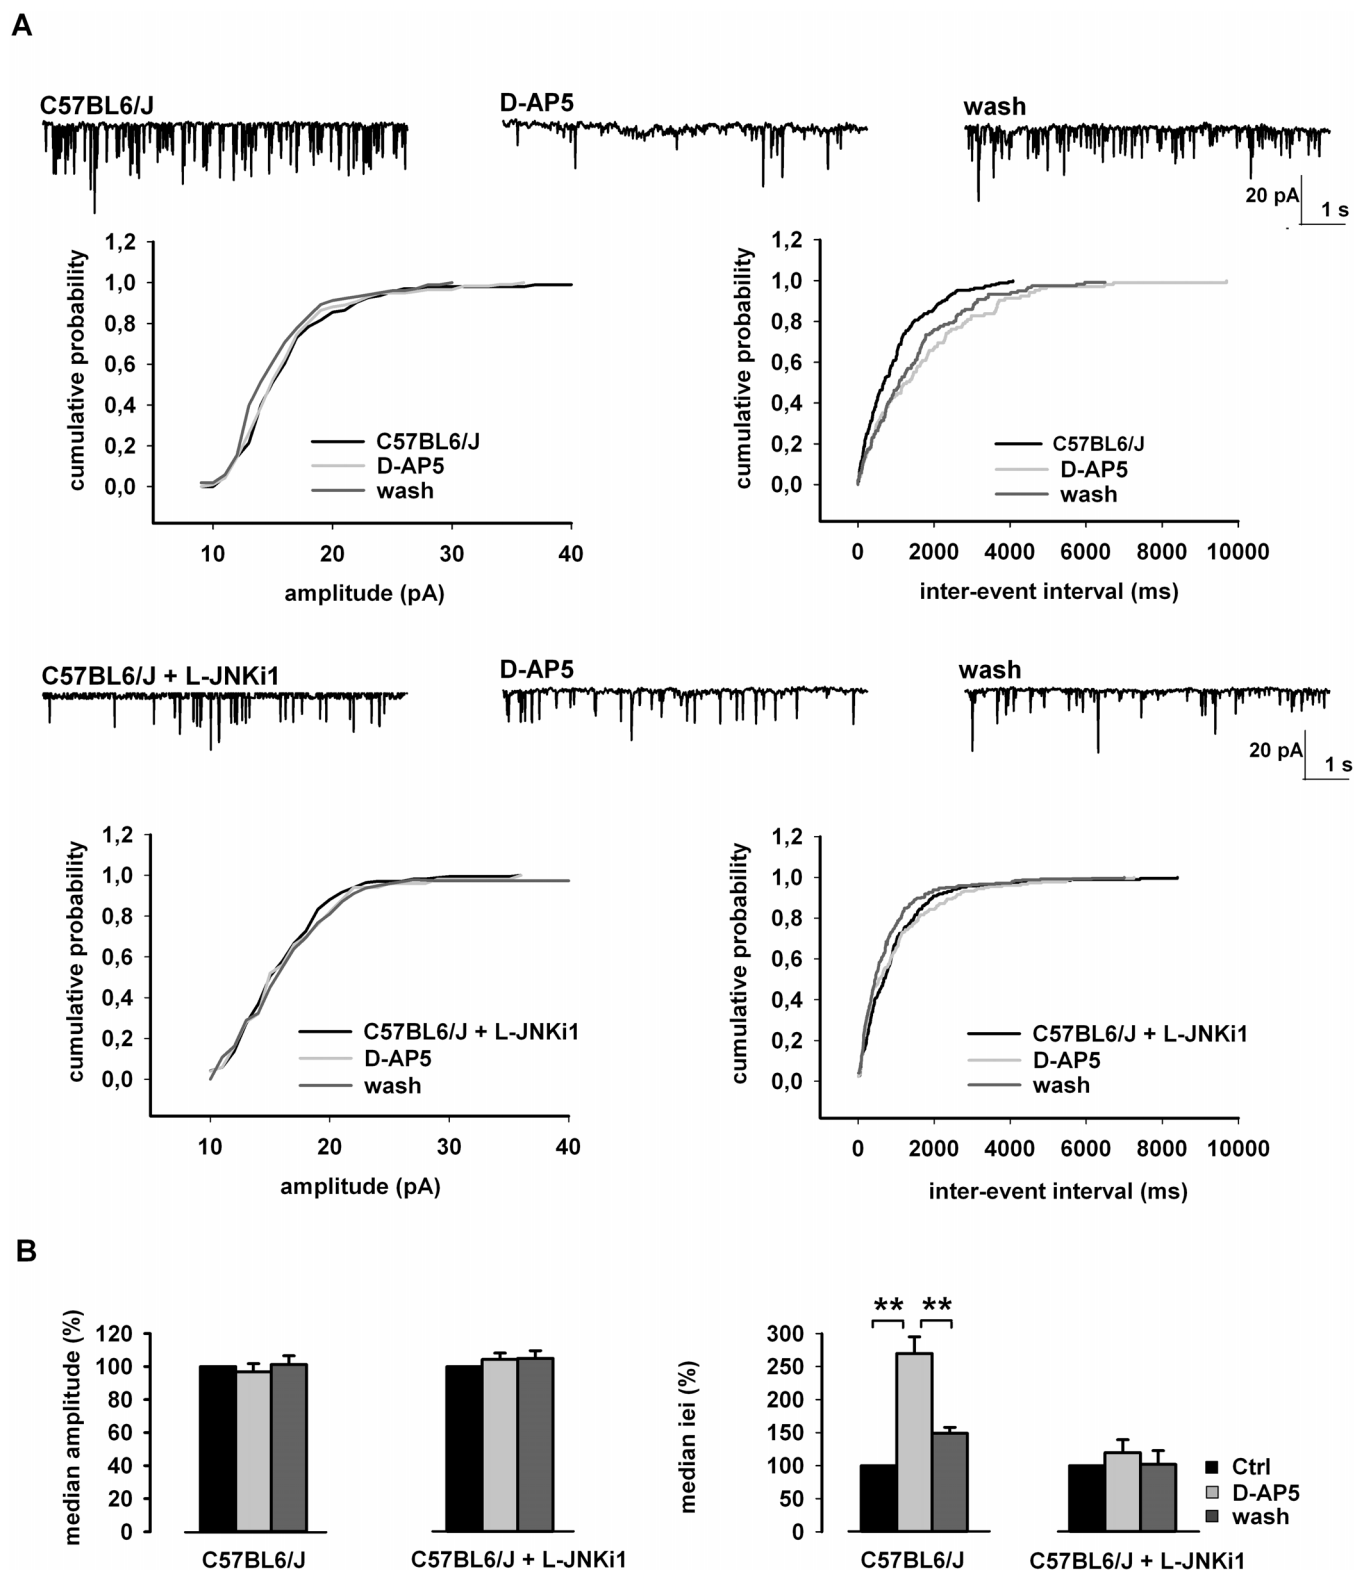 A
C57BL6/J
D-AP5
wash
20 pA
1 s
cumulative probability
1,2
1,0
0,8
0,6
0,4
0,2
0,0
C57BL6/J
D-AP5
wash
10
20
30
40
amplitude (pA)
cumulative probability
1,2
1,0
0,8
0,6
0,4
0,2
0,0
C57BL6/J
D-AP5
wash
0
2000
4000
6000
8000
10000
inter-event interval (ms)
C57BL6/J + L-JNKi1
D-AP5
wash
20 pA
1 s
cumulative probability
1,2
1,0
0,8
0,6
0,4
0,2
0,0
C57BL6/J + L-JNKi1
D-AP5
wash
10
20
30
40
amplitude (pA)
cumulative probability
1,2
1,0
0,8
0,6
0,4
0,2
0,0
C57BL6/J + L-JNKi1
D-AP5
wash
0
2000
4000
6000
8000
10000
inter-event interval (ms)
B
median amplitude (%)
120
100
80
60
40
20
0
C57BL6/J
C57BL6/J + L-JNKi1
median iei (%)
300
250
200
150
100
50
0
**
**
C57BL6/J
C57BL6/J + L-JNKi1
Ctrl
D-AP5
wash